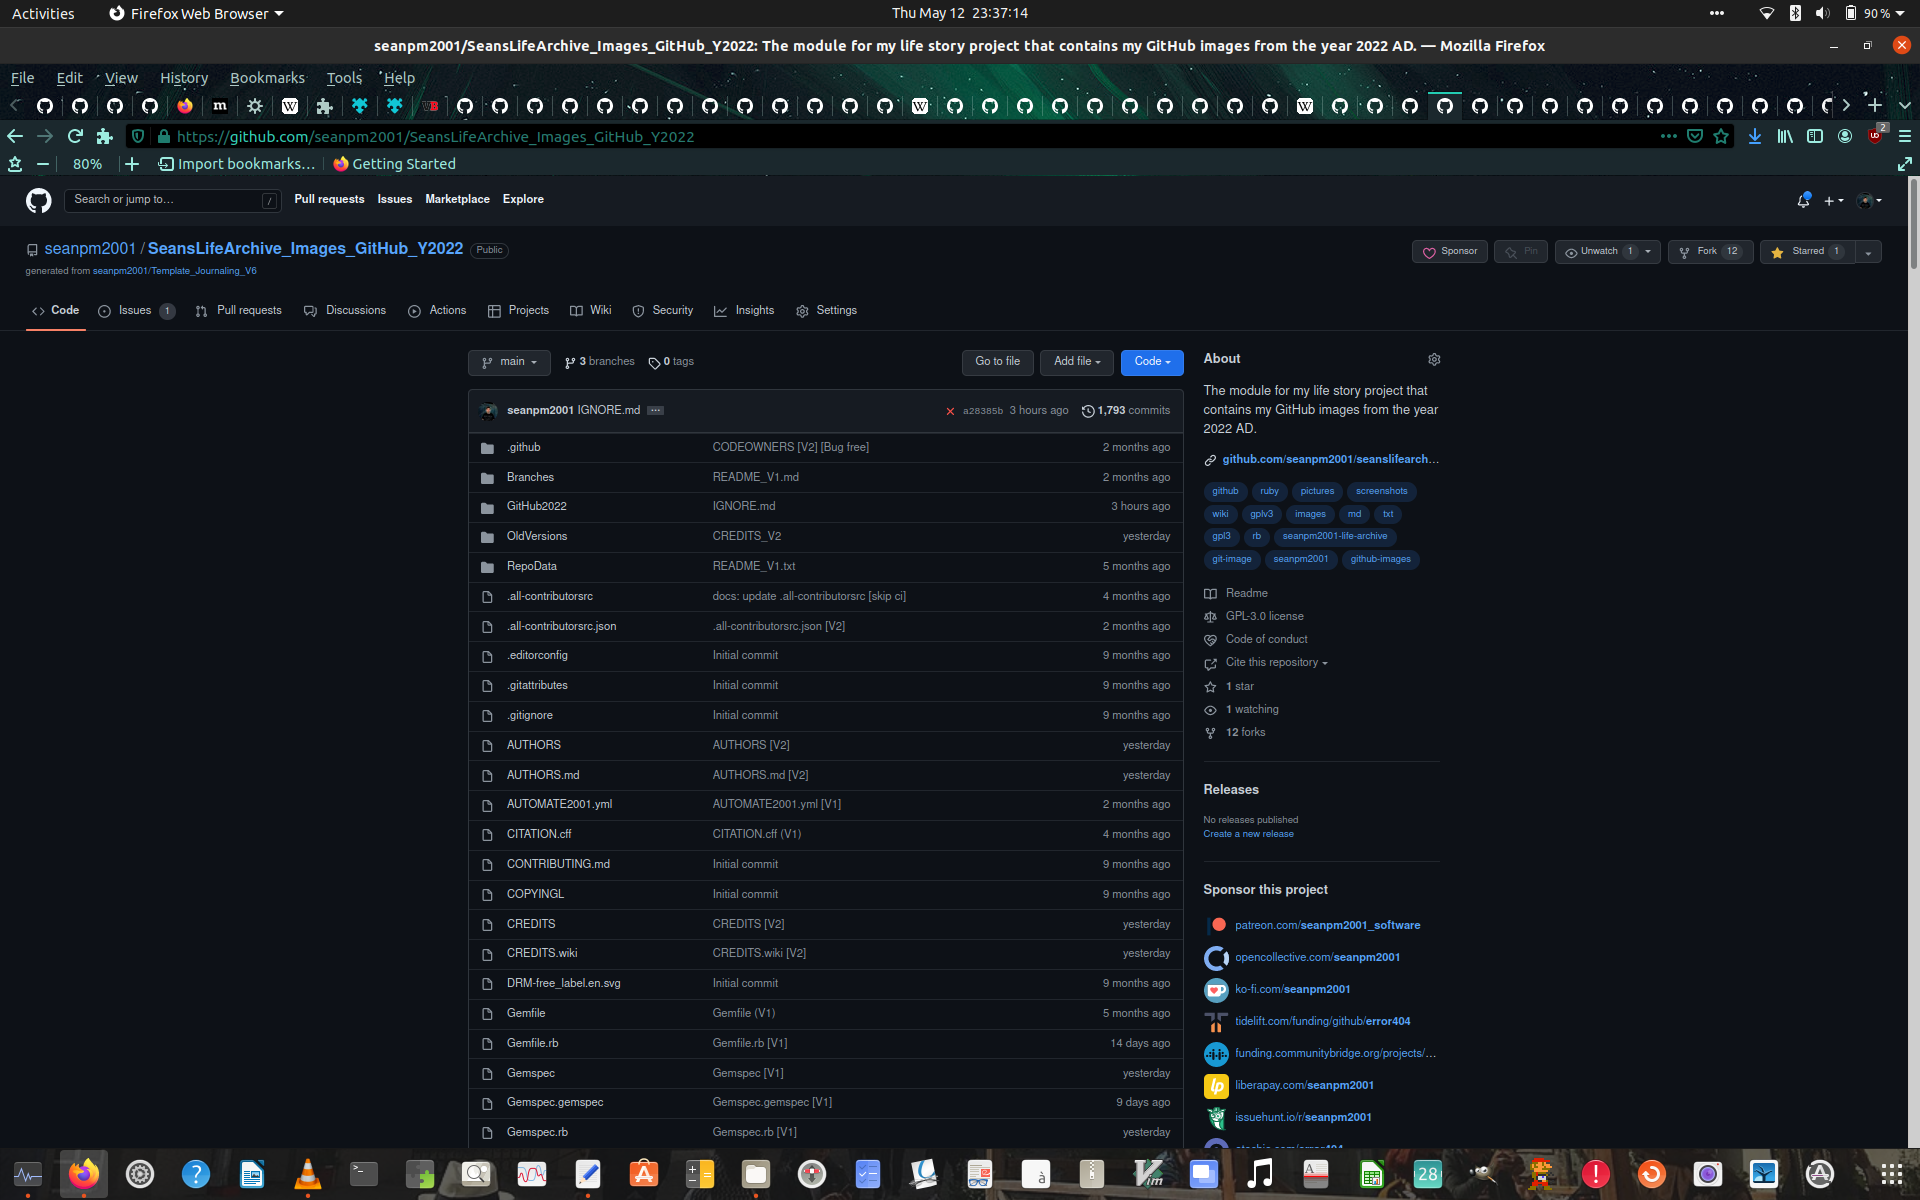 Activities Firefox Web Browser Thu May 12 23:37:14 90 %
seanpm2001/SeansLifeArchive_Images_GitHub_Y2022: The module for my life story project that contains my GitHub images from the year 2022 AD. — Mozilla Firefox
File Edit View History Bookmarks Tools Help
https://github.com/seanpm2001/SeansLifeArchive_Images_GitHub_Y2022 2
80% Import bookmarks... Getting Started
Search or jump to... / Pull requests Issues Marketplace Explore
seanpm2001 / SeansLifeArchive_Images_GitHub_Y2022 Public Sponsor Pin Unwatch 1 Fork 12 Starred 1
generated from seanpm2001/Template_Journaling_V6
Code Issues 1 Pull requests Discussions Actions Projects Wiki Security Insights Settings
main 3 branches 0 tags Go to file Add file Code
seanpm2001 IGNORE.md a28385b 3 hours ago 1,793 commits
.github CODEOWNERS [V2] [Bug free] 2 months ago
Branches README_V1.md 2 months ago
GitHub2022 IGNORE.md 3 hours ago
OldVersions CREDITS_V2 yesterday
RepoData README_V1.txt 5 months ago
.all-contributorsrc docs: update .all-contributorsrc [skip ci] 4 months ago
.all-contributorsrc.json .all-contributorsrc.json [V2] 2 months ago
.editorconfig Initial commit 9 months ago
.gitattributes Initial commit 9 months ago
.gitignore Initial commit 9 months ago
AUTHORS AUTHORS [V2] yesterday
AUTHORS.md AUTHORS.md [V2] yesterday
AUTOMATE2001.yml AUTOMATE2001.yml [V1] 2 months ago
CITATION.cff CITATION.cff (V1) 4 months ago
CONTRIBUTING.md Initial commit 9 months ago
COPYINGL Initial commit 9 months ago
CREDITS CREDITS [V2] yesterday
CREDITS.wiki CREDITS.wiki [V2] yesterday
DRM-free_label.en.svg Initial commit 9 months ago
Gemfile Gemfile (V1) 5 months ago
Gemfile.rb Gemfile.rb [V1] 14 days ago
Gemspec Gemspec [V1] yesterday
Gemspec.gemspec Gemspec.gemspec [V1] 9 days ago
Gemspec.rb Gemspec.rb [V1] yesterday
About
The module for my life story project that
contains my GitHub images from the year
2022 AD.
github.com/seanpm2001/seanslifearch...
github ruby pictures screenshots
wiki gplv3 images md txt
gpl3 rb seanpm2001-life-archive
git-image seanpm2001 github-images
Readme
GPL-3.0 license
Code of conduct
Cite this repository
1 star
1 watching
12 forks
Releases
No releases published
Create a new release
Sponsor this project
patreon.com/seanpm2001_software
opencollective.com/seanpm2001
ko-fi.com/seanpm2001
tidelift.com/funding/github/error404
funding.communitybridge.org/projects/...
liberapay.com/seanpm2001
issuehunt.io/r/seanpm2001
28